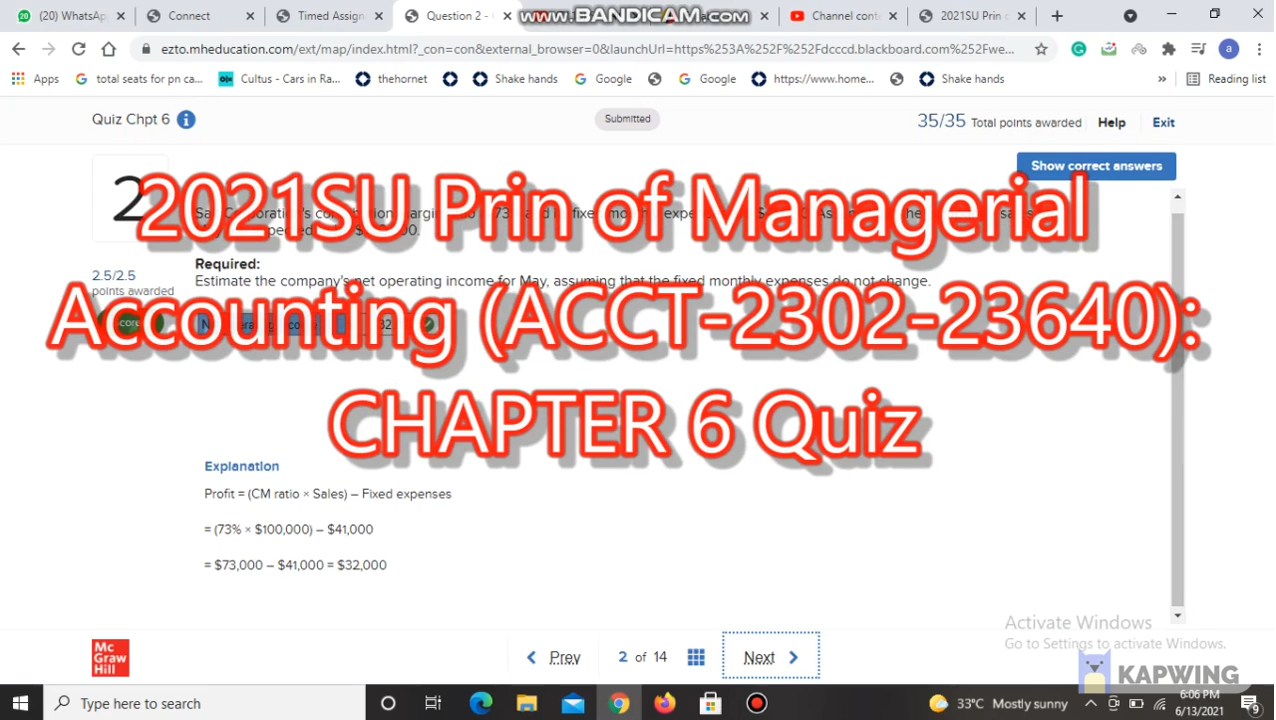 (20) WhatsApp
Connect
Timed Assign
Question 2 -
www.BANDICAM.com
Channel cont
2021SU Prin o
ezto.mheducation.com/ext/map/index.html?_con=con&external_browser=0&launchUrl=https%253A%252F%252Fdcccd.blackboard.com%252Fwe...
a
Apps
total seats for pn ca...
Cultus - Cars in Ra...
thehornet
Shake hands
Google
Google
https://www.home...
Shake hands
»
Reading list
Quiz Chpt 6
Submitted
35/35 Total points awarded
Help
Exit
Show correct answers
2
2021SU Prin of Managerial
Accounting (ACCT-2302-23640):
CHAPTER 6 Quiz
2.5/2.5
points awarded
Required:
Estimate the company's net operating income for May, assuming that the fixed monthly expenses do not change.
Explanation
Profit = (CM ratio × Sales) – Fixed expenses
= (73% × $100,000) – $41,000
= $73,000 – $41,000 = $32,000
Mc
Graw
Hill
Prev
2 of 14
Next
Activate Windows
Go to Settings to activate Windows.
KAPWING
Type here to search
33°C Mostly sunny
6:06 PM
6/13/2021
9